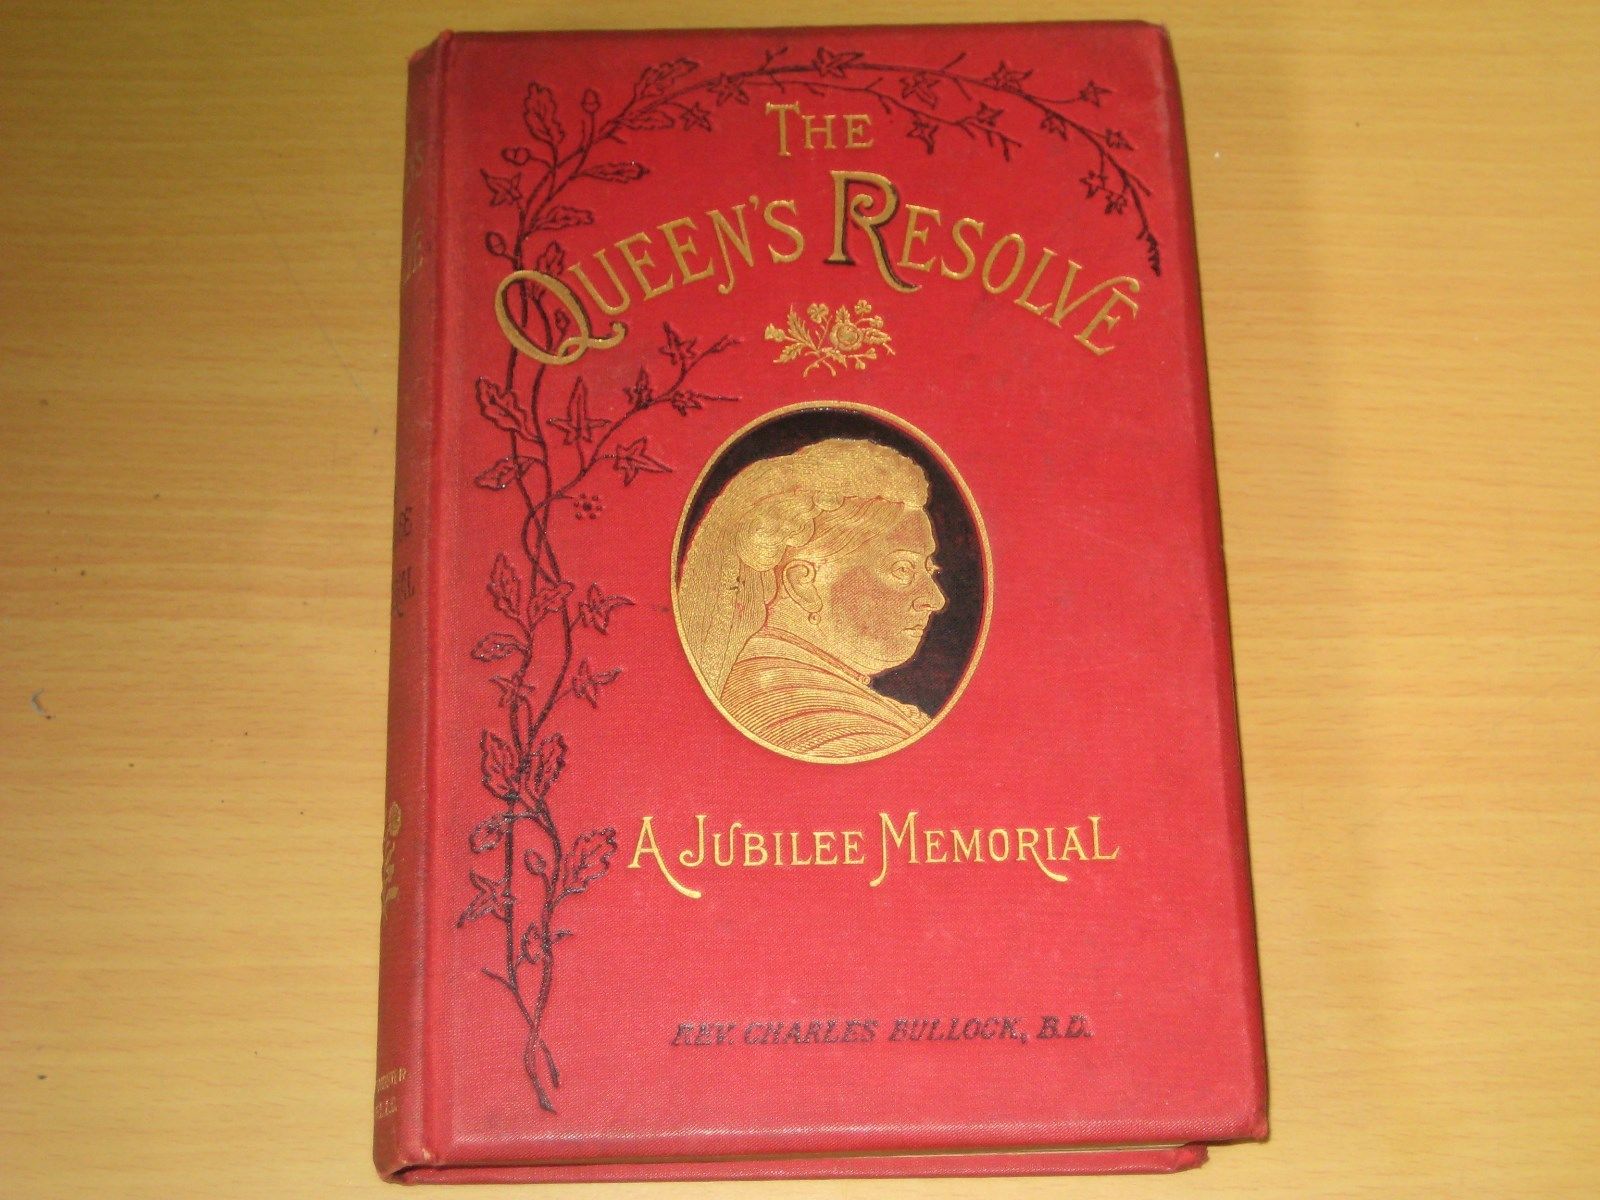 THE
QUEEN'S RESOLVE
A JUBILEE MEMORIAL
REV. CHARLES BULLOCK, B.D.